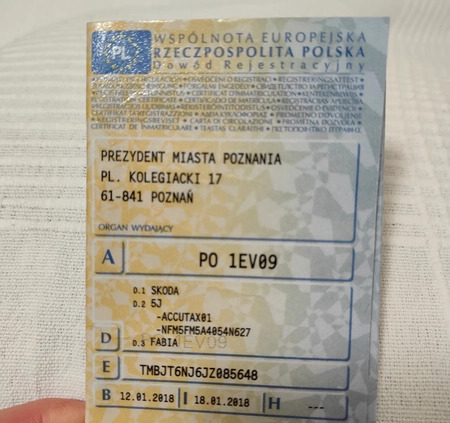 PL
WSPÓLNOTA EUROPEJSKA
RZECZPOSPOLITA POLSKA
Dowód Rejestracyjny
PREZYDENT MIASTA POZNANIA
PL. KOLEGIACKI 17
61-841 POZNAŃ
ORGAN WYDAJĄCY
A PO 1EV09
D.1 SKODA
D.2 5J
-ACCUTAX01
-NFM5FM5A4054N627
D D.3 FABIA
E TMBJT6NJ6JZ085648
B 12.01.2018 I 18.01.2018 H ---